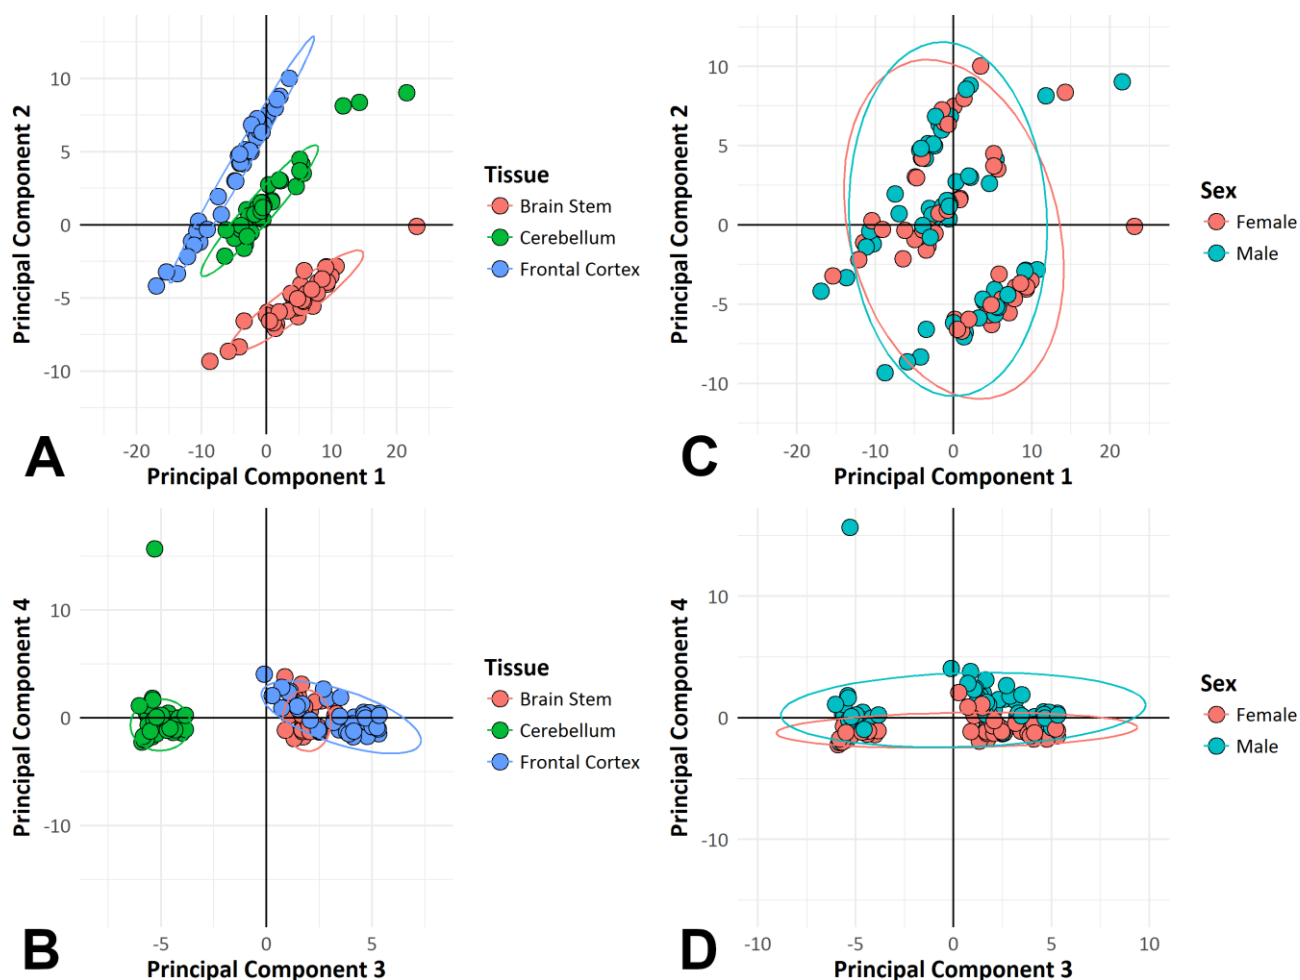 10
5
0
-5
-10
-20
-10
0
10
20
Principal Component 2
Principal Component 1
A
Tissue
Brain Stem
Cerebellum
Frontal Cortex
10
5
0
-5
-10
-20
-10
0
10
20
Principal Component 2
Principal Component 1
C
Sex
Female
Male
10
0
-10
-5
0
5
Principal Component 4
Principal Component 3
B
Tissue
Brain Stem
Cerebellum
Frontal Cortex
10
0
-10
-10
-5
0
5
10
Principal Component 4
Principal Component 3
D
Sex
Female
Male